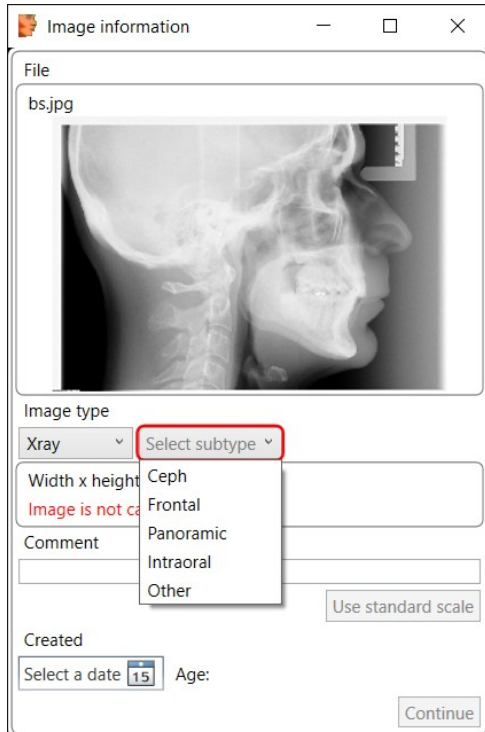 Image information
File
bs.jpg
Image type
Xray Select subtype
Ceph
Frontal
Panoramic
Intraoral
Other
Width x height
Image is not
Comment
Use standard scale
Created
Select a date 15 Age:
Continue